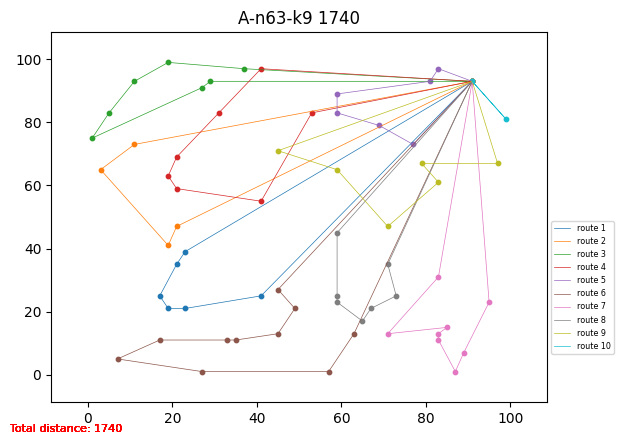 A-n63-k9 1740
100
80
60
40
20
0
0 20 40 60 80 100
route 1
route 2
route 3
route 4
route 5
route 6
route 7
route 8
route 9
route 10
Total distance: 1740